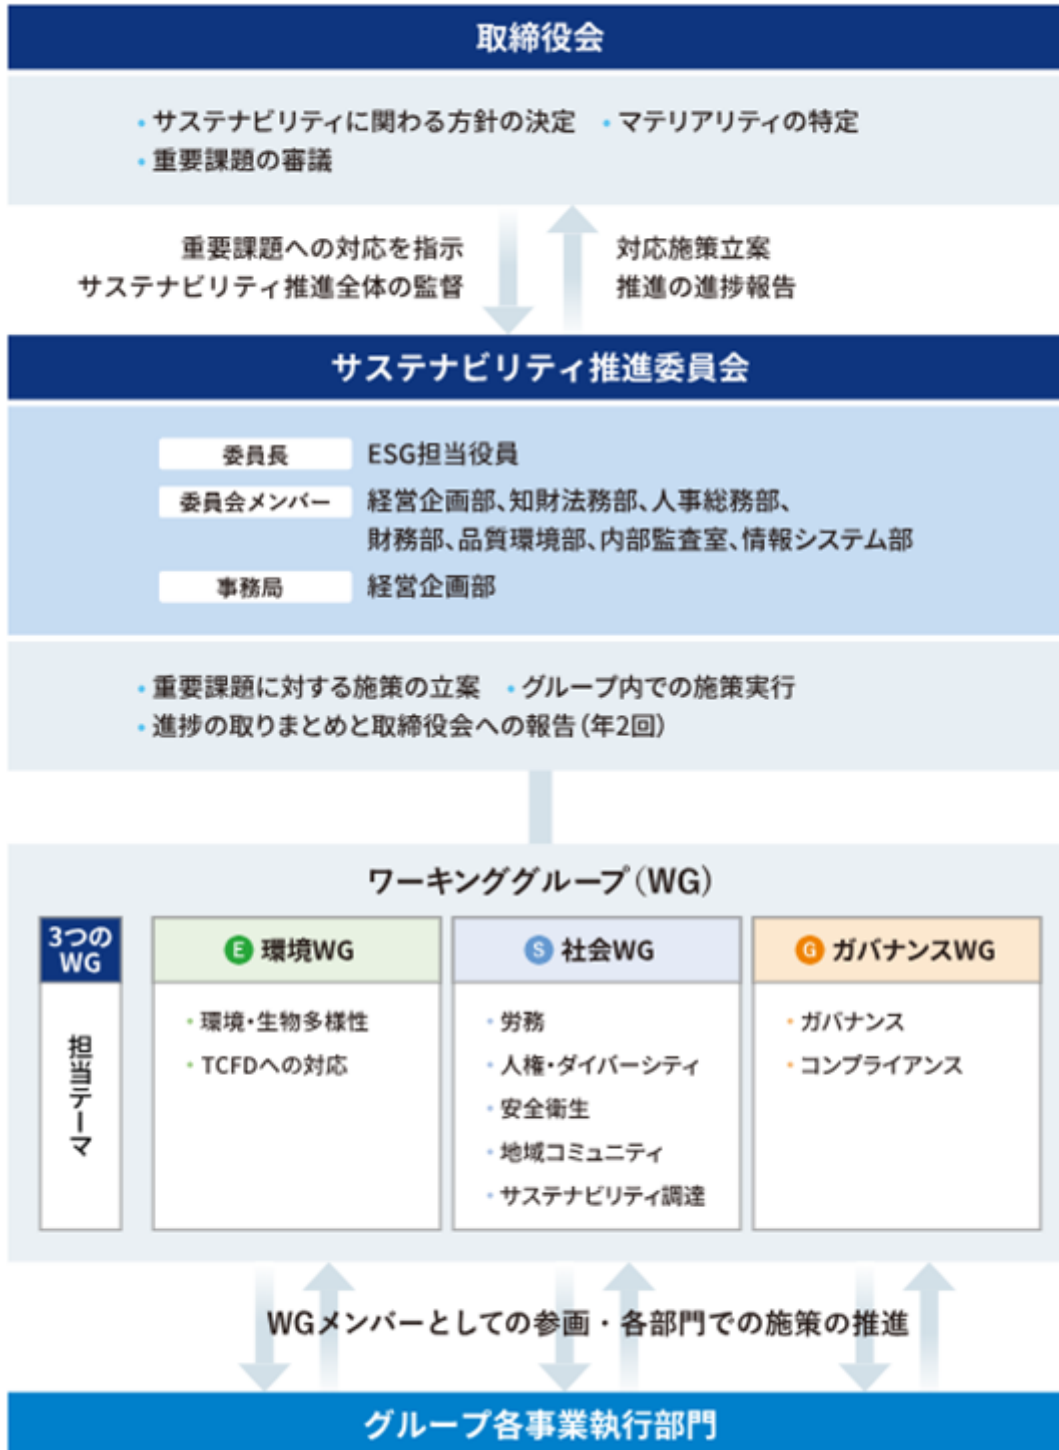 取締役会
・サステナビリティに関わる方針の決定 ・マテリアリティの特定
・重要課題の審議
重要課題への対応を指示
サステナビリティ推進全体の監督
対応施策立案
推進の進捗報告
サステナビリティ推進委員会
委員長 ESG担当役員
委員会メンバー 経営企画部、知財法務部、人事総務部、
財務部、品質環境部、内部監査室、情報システム部
事務局 経営企画部
・重要課題に対する施策の立案 ・グループ内での施策実行
・進捗の取りまとめと取締役会への報告（年2回）
ワーキンググループ（WG）
3つの
WG
担当テーマ
E 環境WG
・環境・生物多様性
・TCFDへの対応
S 社会WG
・労務
・人権・ダイバーシティ
・安全衛生
・地域コミュニティ
・サステナビリティ調達
G ガバナンスWG
・ガバナンス
・コンプライアンス
WGメンバーとしての参画・各部門での施策の推進
グループ各事業執行部門